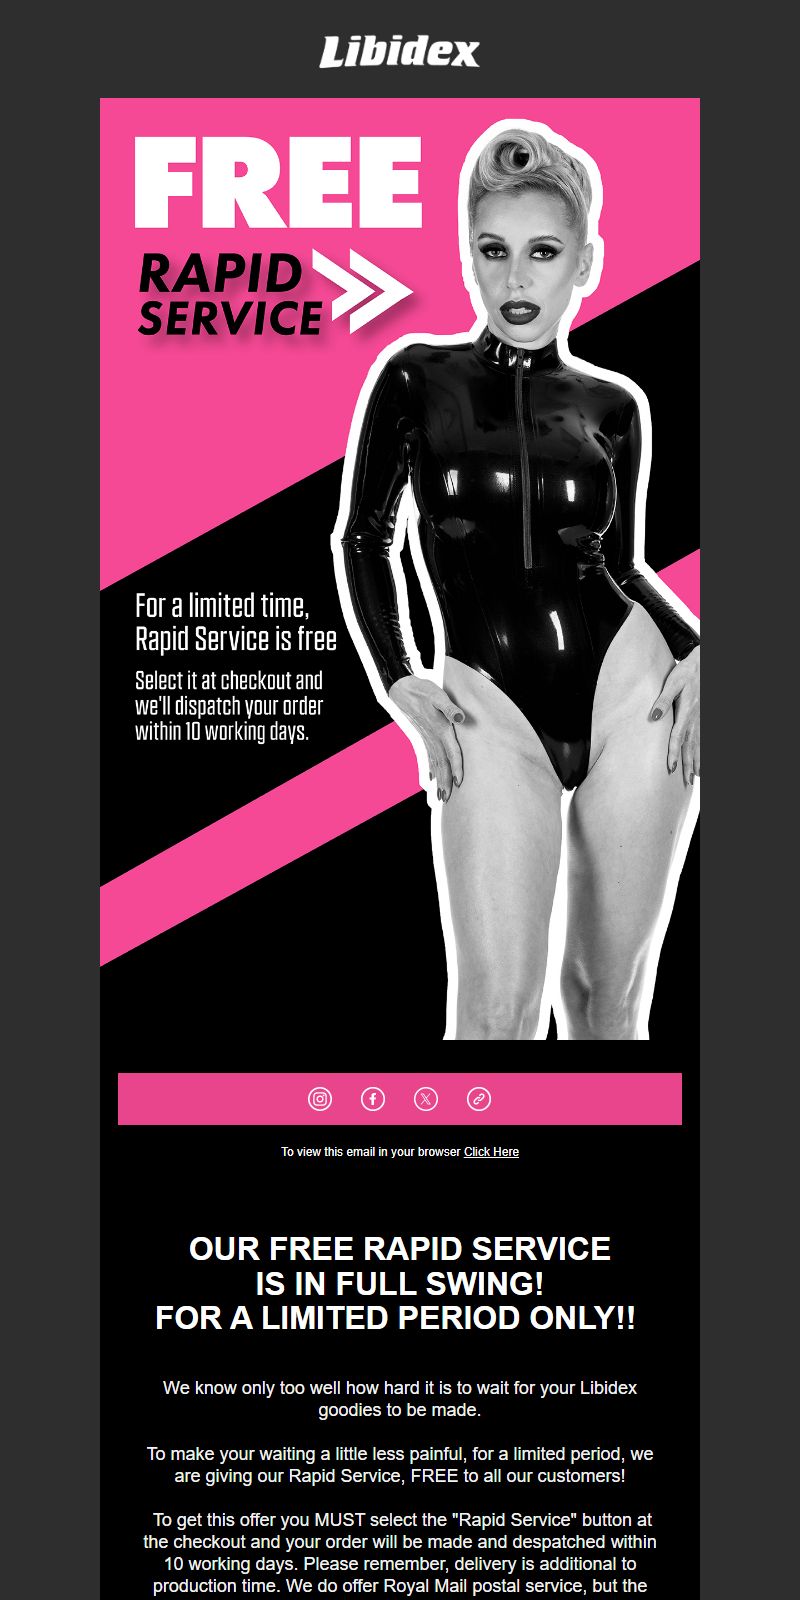 Libidex
FREE
RAPID
SERVICE
For a limited time,
Rapid Service is free
Select it at checkout and
we'll dispatch your order
within 10 working days.
To view this email in your browser Click Here
OUR FREE RAPID SERVICE
IS IN FULL SWING!
FOR A LIMITED PERIOD ONLY!!
We know only too well how hard it is to wait for your Libidex
goodies to be made.
To make your waiting a little less painful, for a limited period, we
are giving our Rapid Service, FREE to all our customers!
To get this offer you MUST select the "Rapid Service" button at
the checkout and your order will be made and despatched within
10 working days. Please remember, delivery is additional to
production time. We do offer Royal Mail postal service, but the